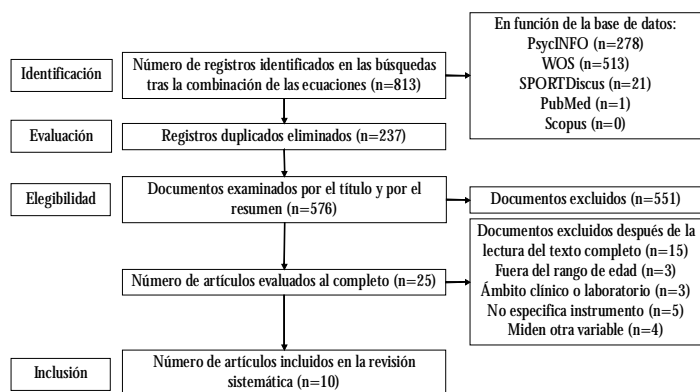 En función de la base de datos:
PsycINFO (n=278)
WOS (n=513)
SPORTDiscus (n=21)
PubMed (n=1)
Scopus (n=0)
Identificación
Número de registros identificados en las búsquedas
tras la combinación de las ecuaciones (n=813)
Evaluación
Registros duplicados eliminados (n=237)
Elegibilidad
Documentos examinados por el título y por el
resumen (n=576)
Documentos excluidos (n=551)
Documentos excluidos después de la
lectura del texto completo (n=15)
Fuera del rango de edad (n=3)
Ámbito clínico o laboratorio (n=3)
No especifica instrumento (n=5)
Miden otra variable (n=4)
Número de artículos evaluados al completo (n=25)
Inclusión
Número de artículos incluidos en la revisión
sistemática (n=10)